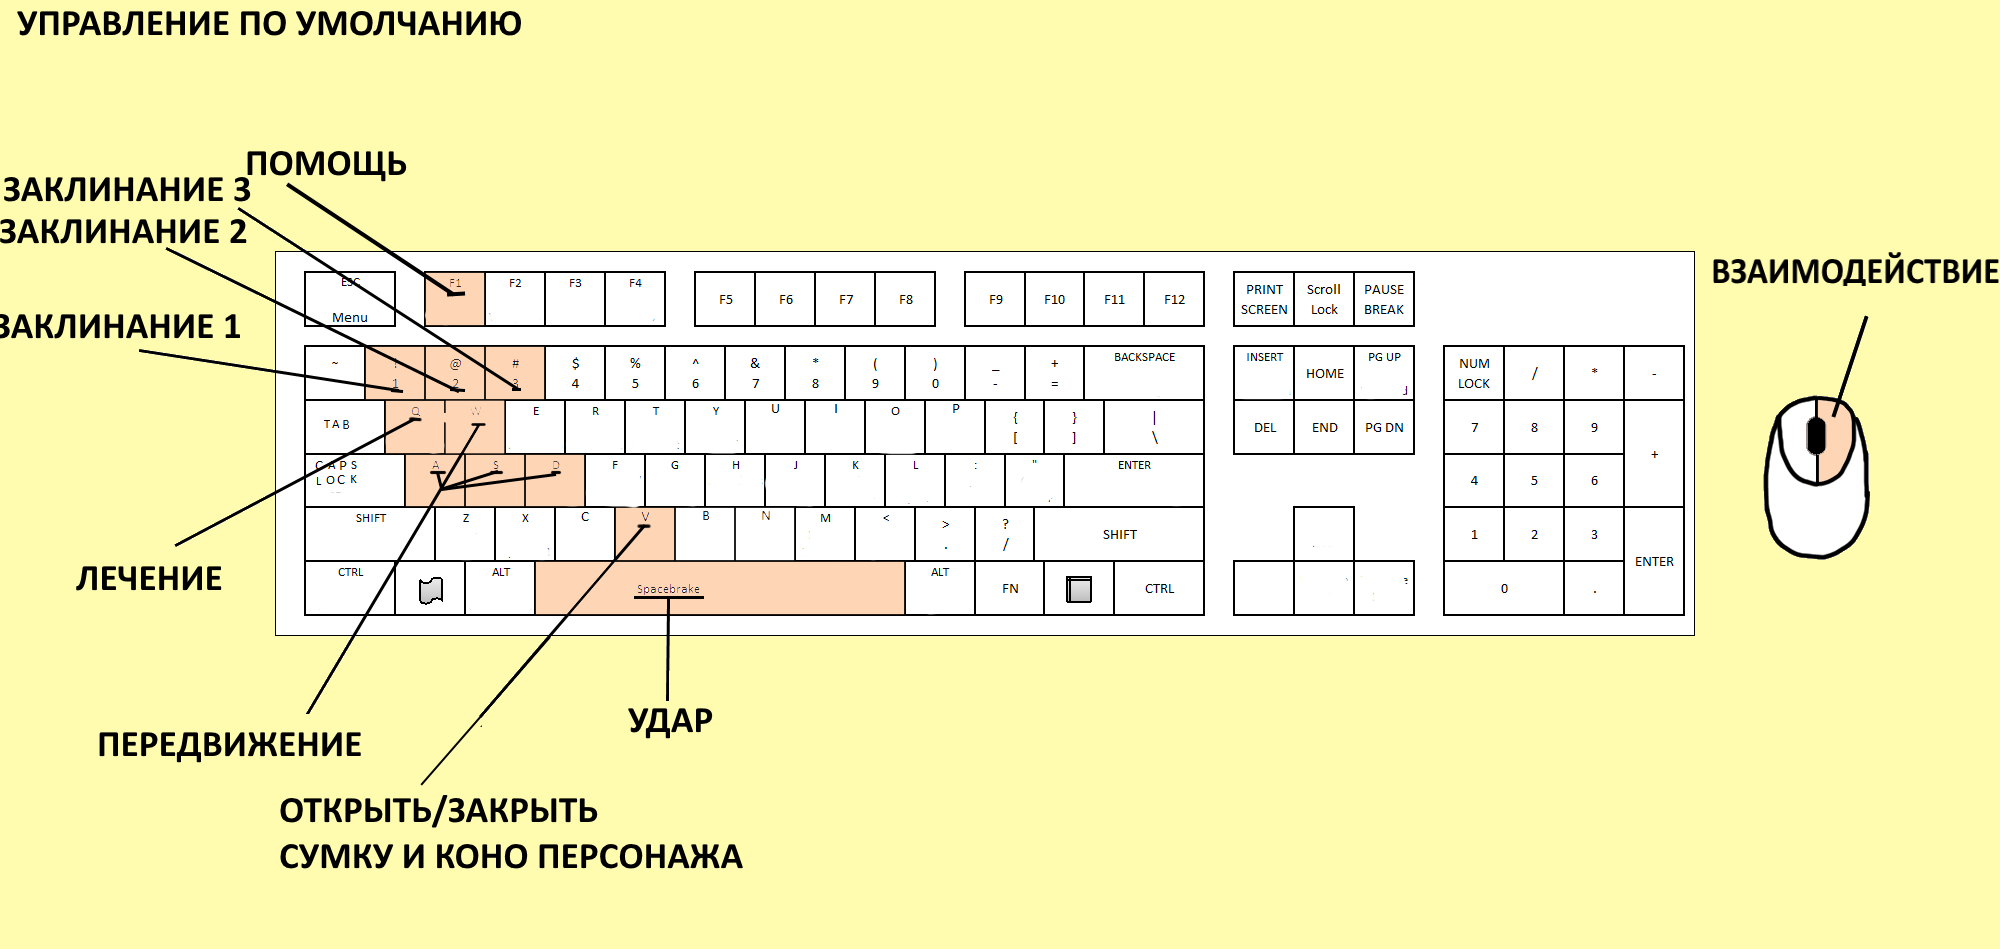 УПРАВЛЕНИЕ ПО УМОЛЧАНИЮ
ПОМОЩЬ
ЗАКЛИНАНИЕ 3
ЗАКЛИНАНИЕ 2
ЗАКЛИНАНИЕ 1
ВЗАИМОДЕЙСТВИЕ
ESC F1 F2 F3 F4
Menu F5 F6 F7 F8 F9 F10 F11 F12
PRINT SCREEN Scroll Lock PAUSE BREAK
~ ! @ # $ % ^ & * ( ) _ + BACKSPACE
1 2 3 4 5 6 7 8 9 0 - =
INSERT HOME PG UP
NUM LOCK / * -
TAB Q W E R T Y U I O P { } |
[ ] \
DEL END PG DN
7 8 9 +
CAPS LOCK A S D F G H J K L : " ENTER
4 5 6
SHIFT Z X C V B N M < > ? SHIFT
. /
1 2 3 ENTER
CTRL ALT Spacebrake ALT FN CTRL
0 .
ЛЕЧЕНИЕ
ПЕРЕДВИЖЕНИЕ
УДАР
ОТКРЫТЬ/ЗАКРЫТЬ
СУМКУ И КОНО ПЕРСОНАЖА